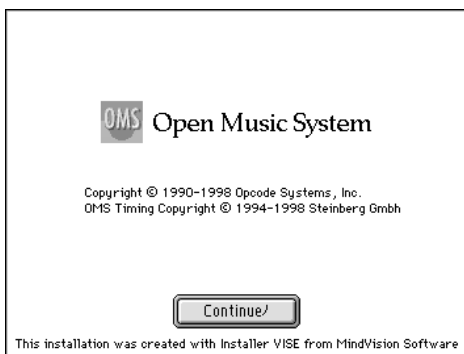 OMS Open Music System
Copyright © 1990-1998 Opcode Systems, Inc.
OMS Timing Copyright © 1994-1998 Steinberg Gmbh
Continue
This installation was created with Installer VISE from MindVision Software